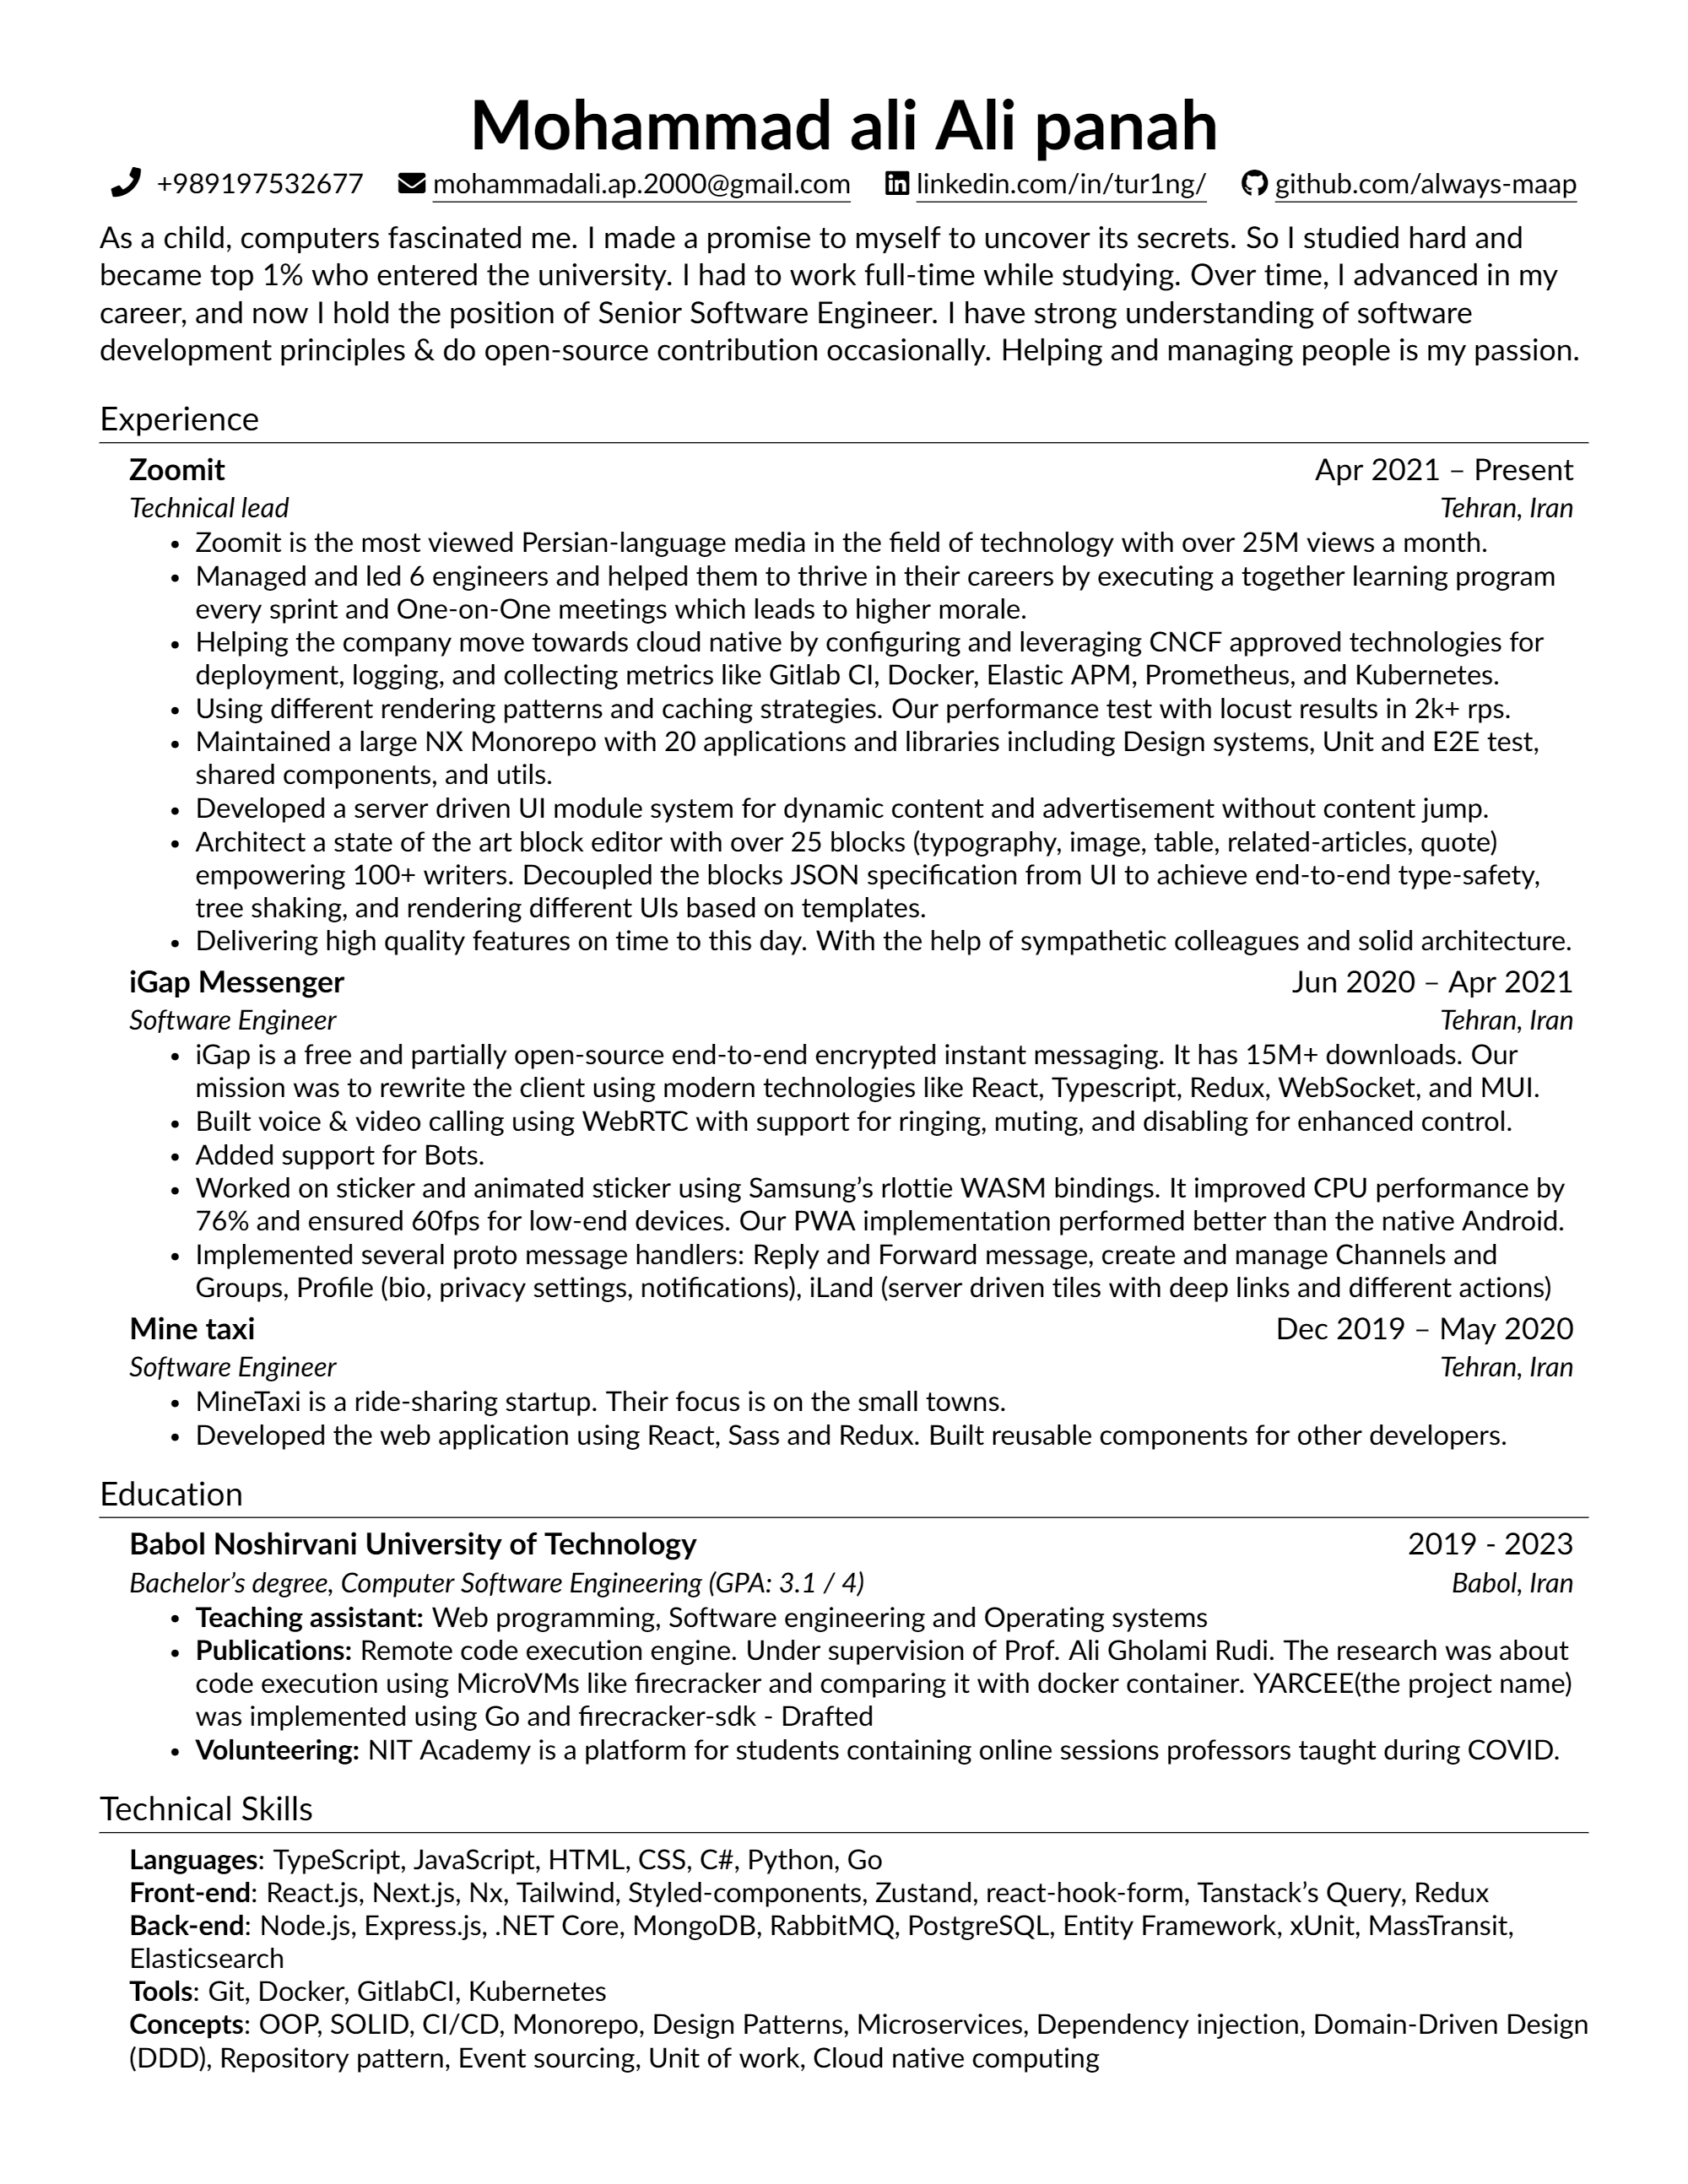 Mohammad ali Ali panah
+989197532677 mohammadali.ap.2000@gmail.com linkedin.com/in/tur1ng/ github.com/always-maap
As a child, computers fascinated me. I made a promise to myself to uncover its secrets. So I studied hard and
became top 1% who entered the university. I had to work full-time while studying. Over time, I advanced in my
career, and now I hold the position of Senior Software Engineer. I have strong understanding of software
development principles & do open-source contribution occasionally. Helping and managing people is my passion.
Experience
Zoomit Apr 2021 – Present
Technical lead Tehran, Iran
• Zoomit is the most viewed Persian-language media in the field of technology with over 25M views a month.
• Managed and led 6 engineers and helped them to thrive in their careers by executing a together learning program
every sprint and One-on-One meetings which leads to higher morale.
• Helping the company move towards cloud native by configuring and leveraging CNCF approved technologies for
deployment, logging, and collecting metrics like Gitlab CI, Docker, Elastic APM, Prometheus, and Kubernetes.
• Using different rendering patterns and caching strategies. Our performance test with locust results in 2k+ rps.
• Maintained a large NX Monorepo with 20 applications and libraries including Design systems, Unit and E2E test,
shared components, and utils.
• Developed a server driven UI module system for dynamic content and advertisement without content jump.
• Architect a state of the art block editor with over 25 blocks (typography, image, table, related-articles, quote)
empowering 100+ writers. Decoupled the blocks JSON specification from UI to achieve end-to-end type-safety,
tree shaking, and rendering different UIs based on templates.
• Delivering high quality features on time to this day. With the help of sympathetic colleagues and solid architecture.
iGap Messenger Jun 2020 – Apr 2021
Software Engineer Tehran, Iran
• iGap is a free and partially open-source end-to-end encrypted instant messaging. It has 15M+ downloads. Our
mission was to rewrite the client using modern technologies like React, Typescript, Redux, WebSocket, and MUI.
• Built voice & video calling using WebRTC with support for ringing, muting, and disabling for enhanced control.
• Added support for Bots.
• Worked on sticker and animated sticker using Samsung’s rlottie WASM bindings. It improved CPU performance by
76% and ensured 60fps for low-end devices. Our PWA implementation performed better than the native Android.
• Implemented several proto message handlers: Reply and Forward message, create and manage Channels and
Groups, Profile (bio, privacy settings, notifications), iLand (server driven tiles with deep links and different actions)
Mine taxi Dec 2019 – May 2020
Software Engineer Tehran, Iran
• MineTaxi is a ride-sharing startup. Their focus is on the small towns.
• Developed the web application using React, Sass and Redux. Built reusable components for other developers.
Education
Babol Noshirvani University of Technology 2019 - 2023
Bachelor’s degree, Computer Software Engineering (GPA: 3.1 / 4) Babol, Iran
• Teaching assistant: Web programming, Software engineering and Operating systems
• Publications: Remote code execution engine. Under supervision of Prof. Ali Gholami Rudi. The research was about
code execution using MicroVMs like firecracker and comparing it with docker container. YARCEE(the project name)
was implemented using Go and firecracker-sdk - Drafted
• Volunteering: NIT Academy is a platform for students containing online sessions professors taught during COVID.
Technical Skills
Languages: TypeScript, JavaScript, HTML, CSS, C#, Python, Go
Front-end: React.js, Next.js, Nx, Tailwind, Styled-components, Zustand, react-hook-form, Tanstack’s Query, Redux
Back-end: Node.js, Express.js, .NET Core, MongoDB, RabbitMQ, PostgreSQL, Entity Framework, xUnit, MassTransit,
Elasticsearch
Tools: Git, Docker, GitlabCI, Kubernetes
Concepts: OOP, SOLID, CI/CD, Monorepo, Design Patterns, Microservices, Dependency injection, Domain-Driven Design
(DDD), Repository pattern, Event sourcing, Unit of work, Cloud native computing